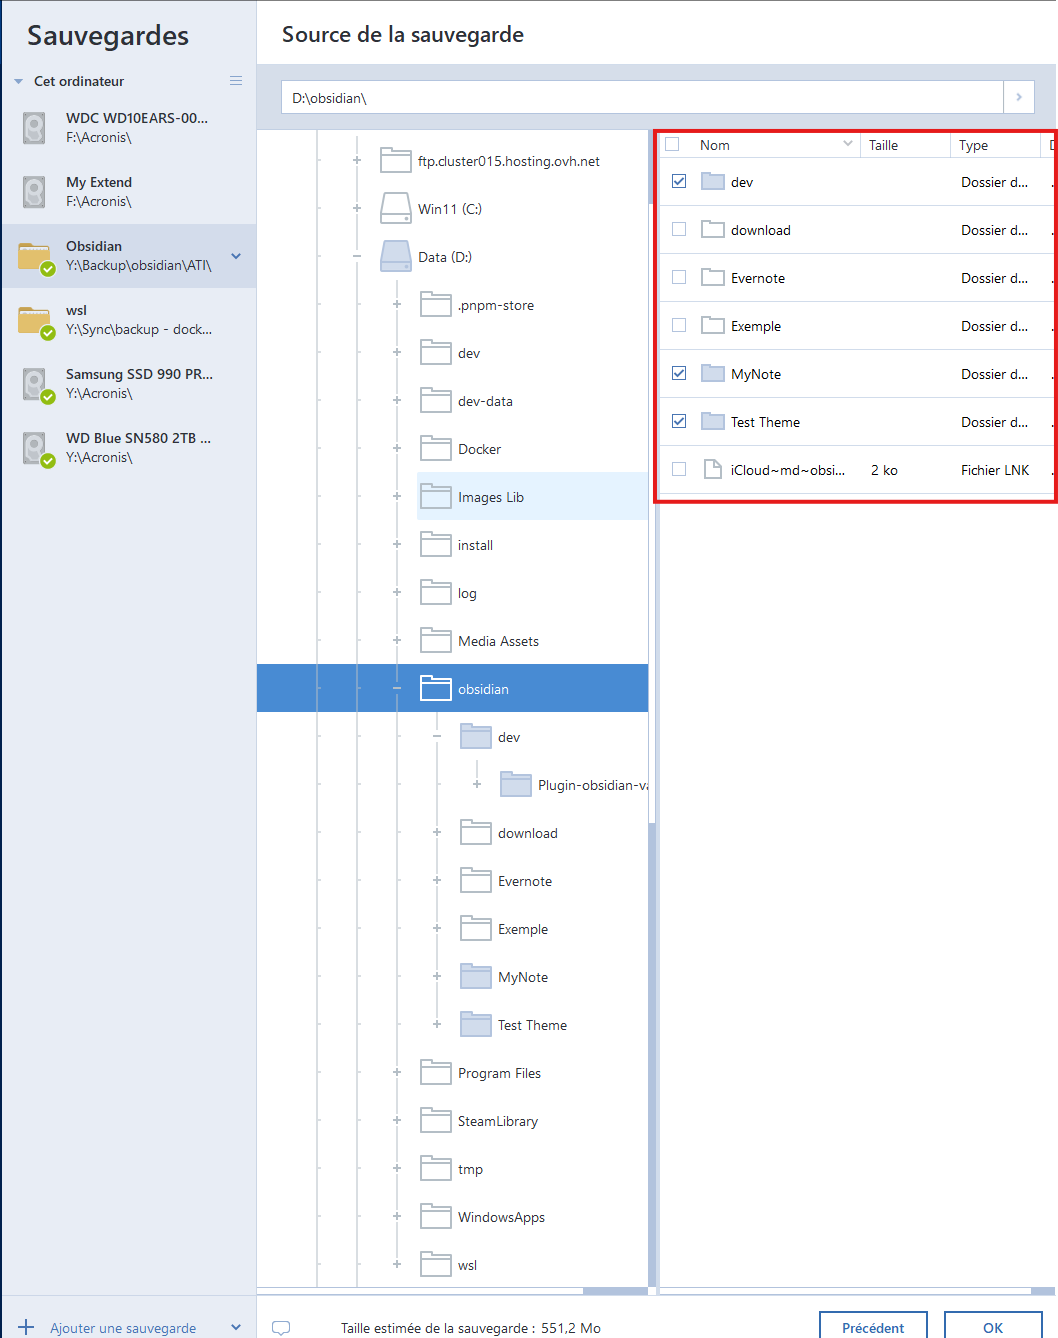 Sauvegardes
Cet ordinateur
WDC WD10EARS-00...
F:\Acronis\
My Extend
F:\Acronis\
Obsidian
Y:\Backup\obsidian\ATI\
wsl
Y:\Sync\backup - dock...
Samsung SSD 990 PR...
Y:\Acronis\
WD Blue SN580 2TB ...
Y:\Acronis\
Ajouter une sauvegarde
Source de la sauvegarde
D:\obsidian\
ftp.cluster015.hosting.ovh.net
Win11 (C:)
Data (D:)
.pnpm-store
dev
dev-data
Docker
Images Lib
install
log
Media Assets
obsidian
dev
Plugin-obsidian-va
download
Evernote
Exemple
MyNote
Test Theme
Program Files
SteamLibrary
tmp
WindowsApps
wsl
Nom Taille Type
dev Dossier d...
download Dossier d...
Evernote Dossier d...
Exemple Dossier d...
MyNote Dossier d...
Test Theme Dossier d...
iCloud~md~obsi... 2 ko Fichier LNK
Taille estimée de la sauvegarde : 551,2 Mo
Précédent
OK